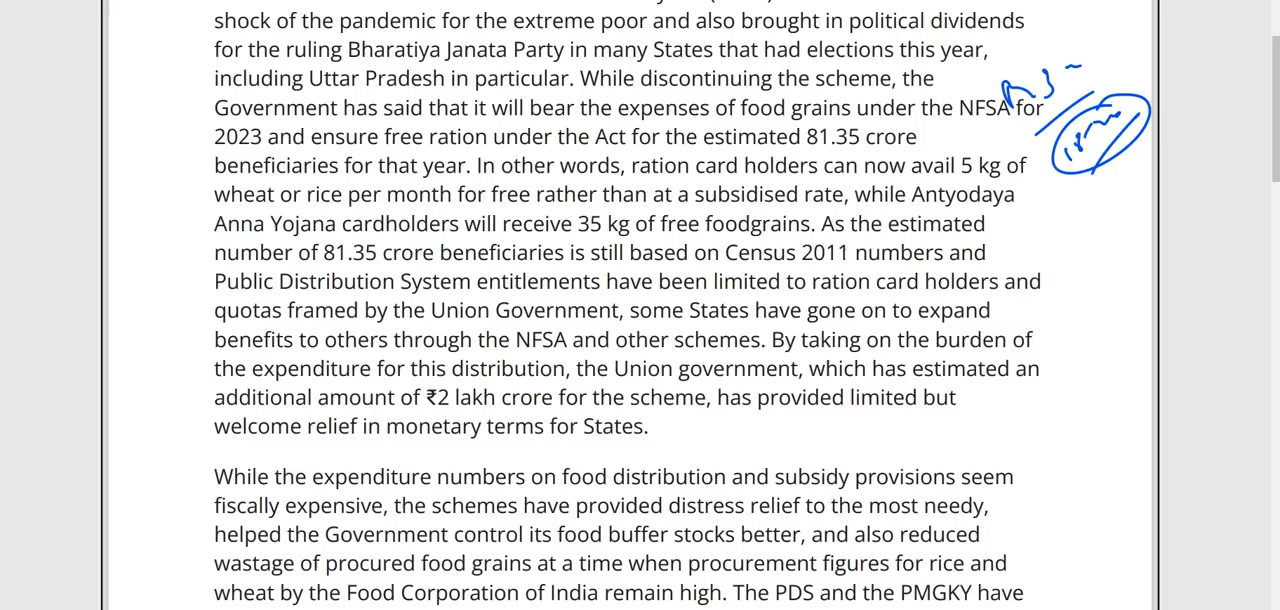 shock of the pandemic for the extreme poor and also brought in political dividends
for the ruling Bharatiya Janata Party in many States that had elections this year,
including Uttar Pradesh in particular. While discontinuing the scheme, the
Government has said that it will bear the expenses of food grains under the NFSA for
2023 and ensure free ration under the Act for the estimated 81.35 crore
beneficiaries for that year. In other words, ration card holders can now avail 5 kg of
wheat or rice per month for free rather than at a subsidised rate, while Antyodaya
Anna Yojana cardholders will receive 35 kg of free foodgrains. As the estimated
number of 81.35 crore beneficiaries is still based on Census 2011 numbers and
Public Distribution System entitlements have been limited to ration card holders and
quotas framed by the Union Government, some States have gone on to expand
benefits to others through the NFSA and other schemes. By taking on the burden of
the expenditure for this distribution, the Union government, which has estimated an
additional amount of ₹2 lakh crore for the scheme, has provided limited but
welcome relief in monetary terms for States.
While the expenditure numbers on food distribution and subsidy provisions seem
fiscally expensive, the schemes have provided distress relief to the most needy,
helped the Government control its food buffer stocks better, and also reduced
wastage of procured food grains at a time when procurement figures for rice and
wheat by the Food Corporation of India remain high. The PDS and the PMGKY have